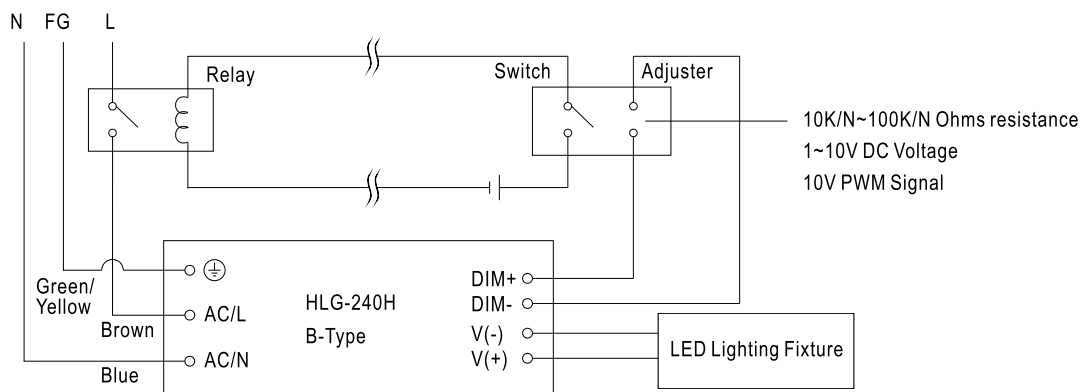 N FG L
Relay
Switch
Adjuster
10K/N~100K/N Ohms resistance
1~10V DC Voltage
10V PWM Signal
Green/
Yellow
Brown
Blue
AC/L
AC/N
HLG-240H
B-Type
DIM+
DIM-
V(-)
V(+)
LED Lighting Fixture